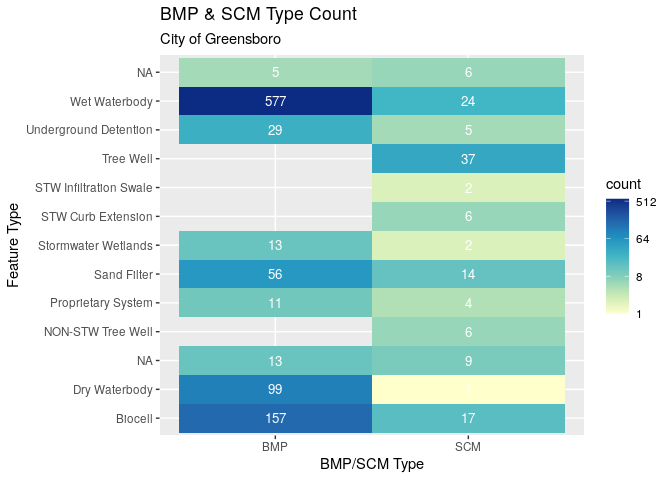 BMP & SCM Type Count
City of Greensboro
Feature Type
NA 5 6
Wet Waterbody 577 24
Underground Detention 29 5
Tree Well 37
STW Infiltration Swale 2
STW Curb Extension 6
Stormwater Wetlands 13 2
Sand Filter 56 14
Proprietary System 11 4
NON-STW Tree Well 6
NA 13 9
Dry Waterbody 99
Biocell 157 17
BMP SCM
BMP/SCM Type
count
512
64
8
1